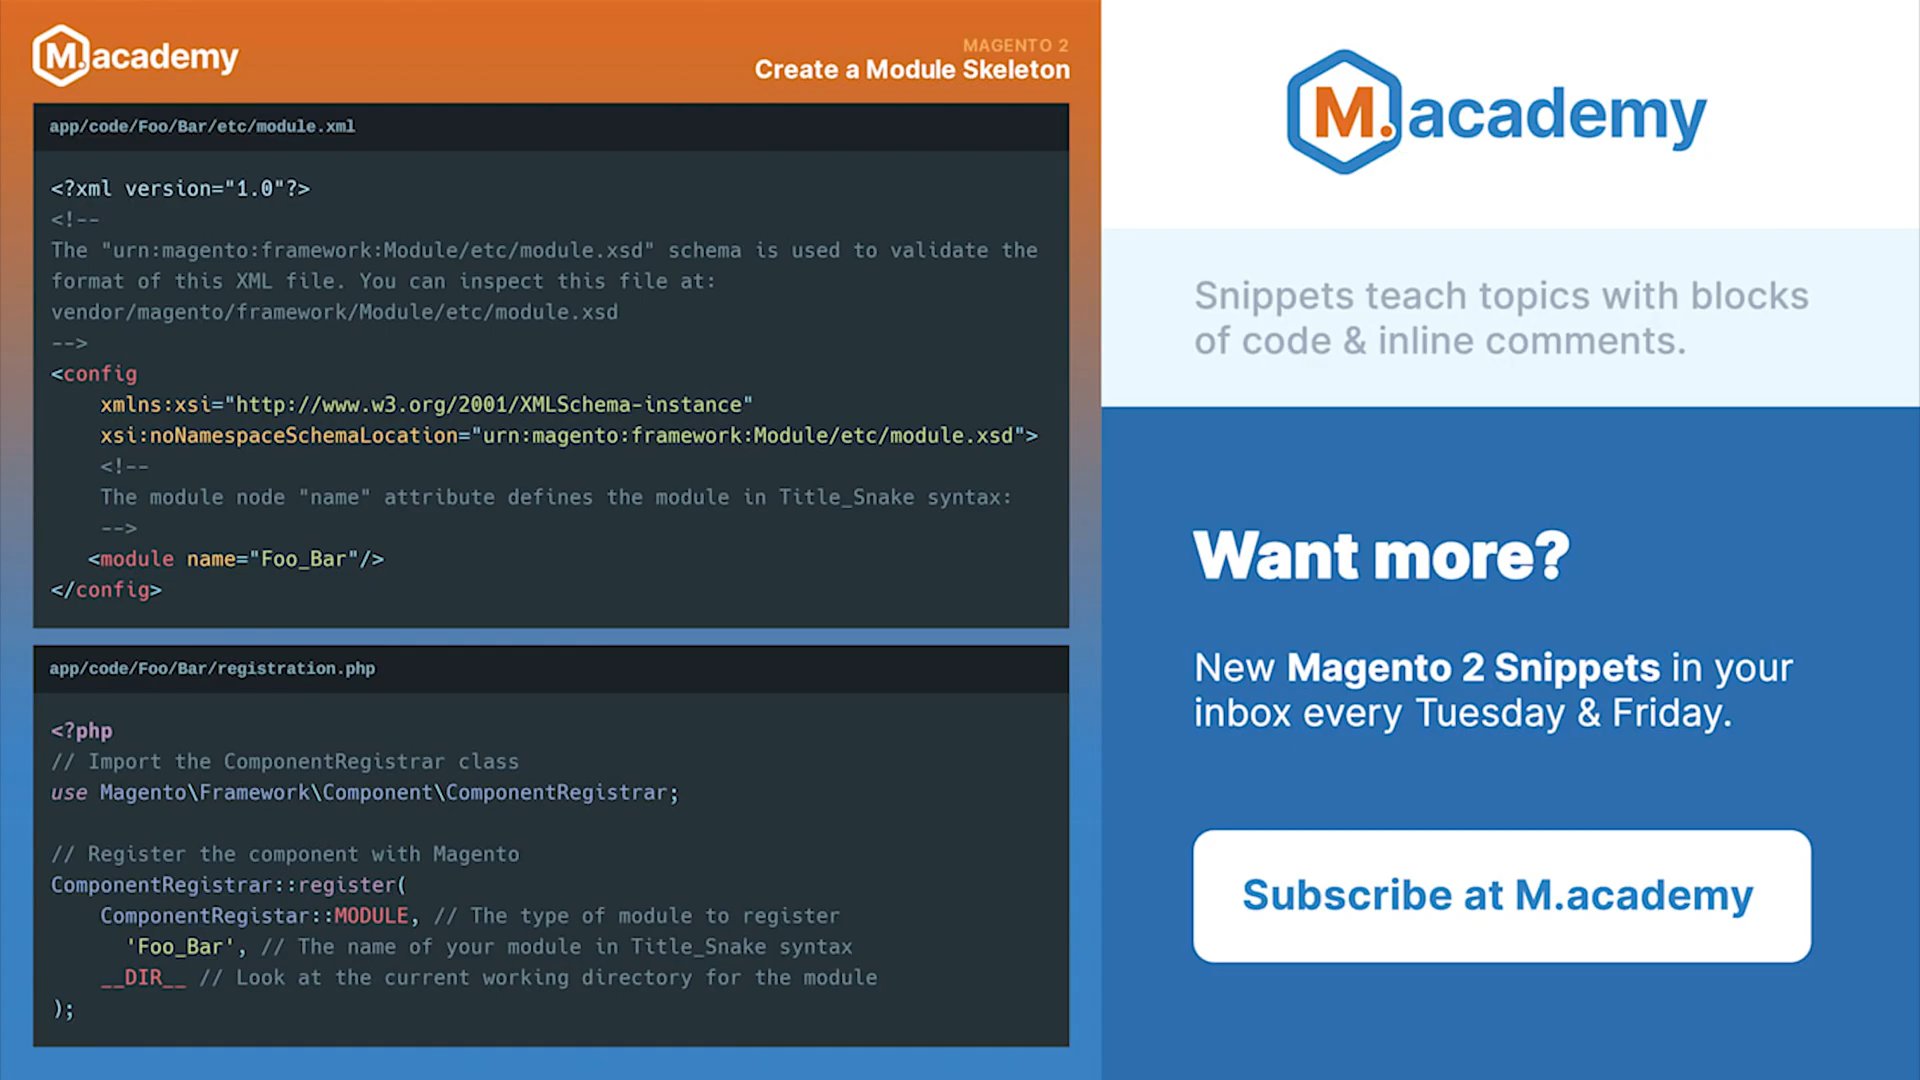 M.academy
MAGENTO 2
Create a Module Skeleton
app/code/Foo/Bar/etc/module.xml
<?xml version="1.0"?>
<!--
The "urn:magento:framework:Module/etc/module.xsd" schema is used to validate the
format of this XML file. You can inspect this file at:
vendor/magento/framework/Module/etc/module.xsd
-->
<config
    xmlns:xsi="http://www.w3.org/2001/XMLSchema-instance"
    xsi:noNamespaceSchemaLocation="urn:magento:framework:Module/etc/module.xsd">
    <!--
    The module node "name" attribute defines the module in Title_Snake syntax:
    -->
   <module name="Foo_Bar"/>
</config>
app/code/Foo/Bar/registration.php
<?php
// Import the ComponentRegistrar class
use Magento\Framework\Component\ComponentRegistrar;
// Register the component with Magento
ComponentRegistrar::register(
    ComponentRegistar::MODULE, // The type of module to register
      'Foo_Bar', // The name of your module in Title_Snake syntax
    __DIR__ // Look at the current working directory for the module
);
M.academy
Snippets teach topics with blocks
of code & inline comments.
Want more?
New Magento 2 Snippets in your
inbox every Tuesday & Friday.
Subscribe at M.academy